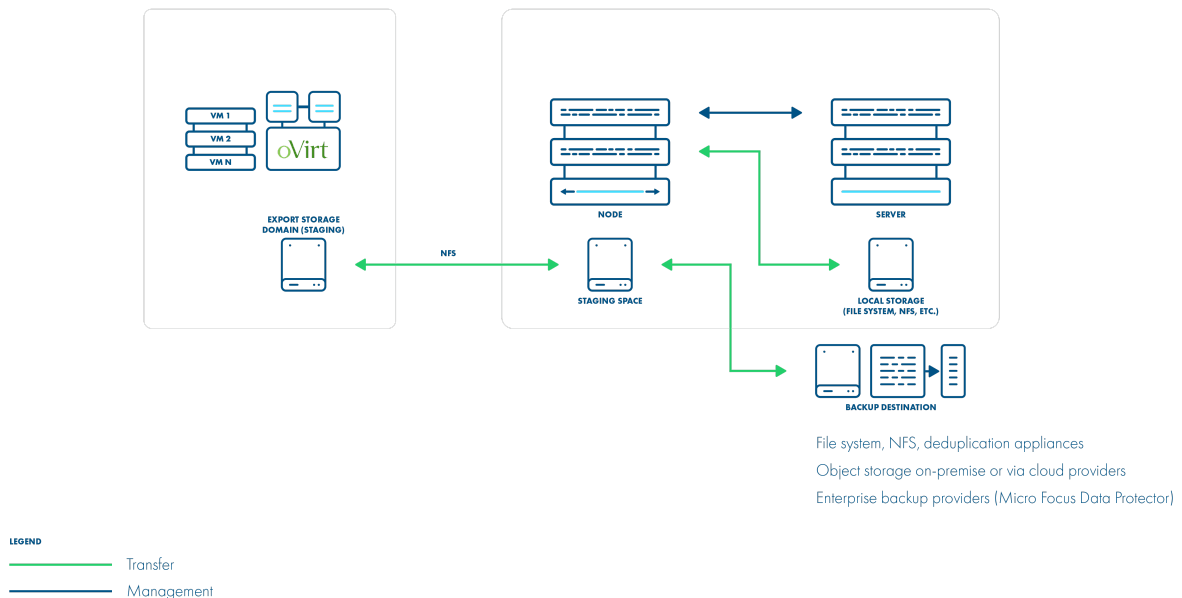 VM 1
VM 2
VM N
oVirt
EXPORT STORAGE
DOMAIN (STAGING)
NFS
NODE
SERVER
STAGING SPACE
LOCAL STORAGE
(FILE SYSTEM, NFS, ETC.)
BACKUP DESTINATION
File system, NFS, deduplication appliances
Object storage on-premise or via cloud providers
Enterprise backup providers (Micro Focus Data Protector)
LEGEND
Transfer
Management